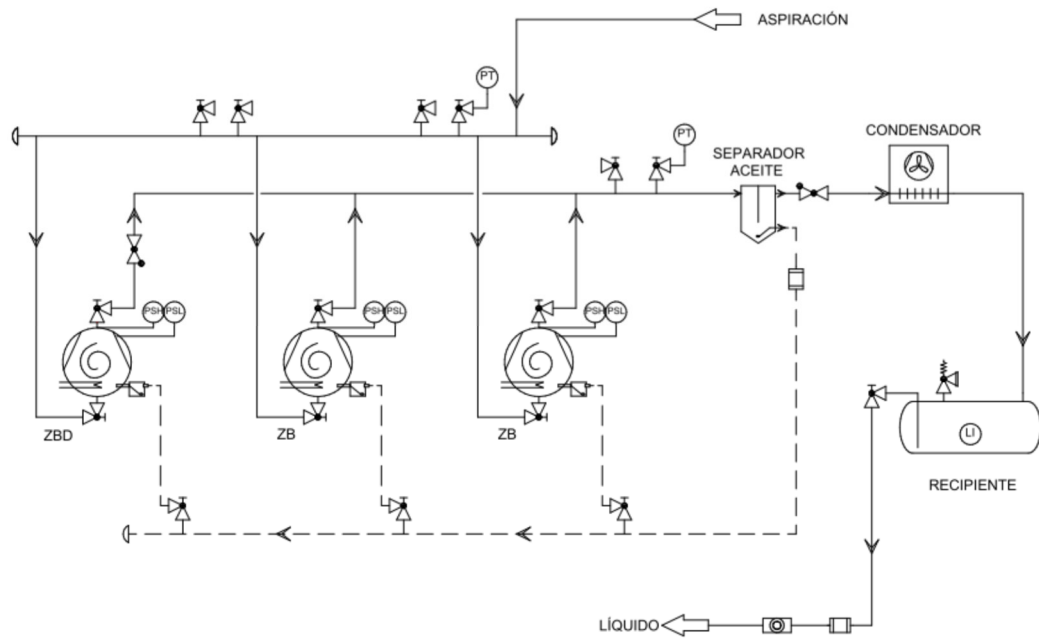 ASPIRACIÓN
PT
PT
SEPARADOR
ACEITE
CONDENSADOR
PSH PSL
PSH PSL
PSH PSL
ZBD
ZB
ZB
LI
RECIPIENTE
LÍQUIDO